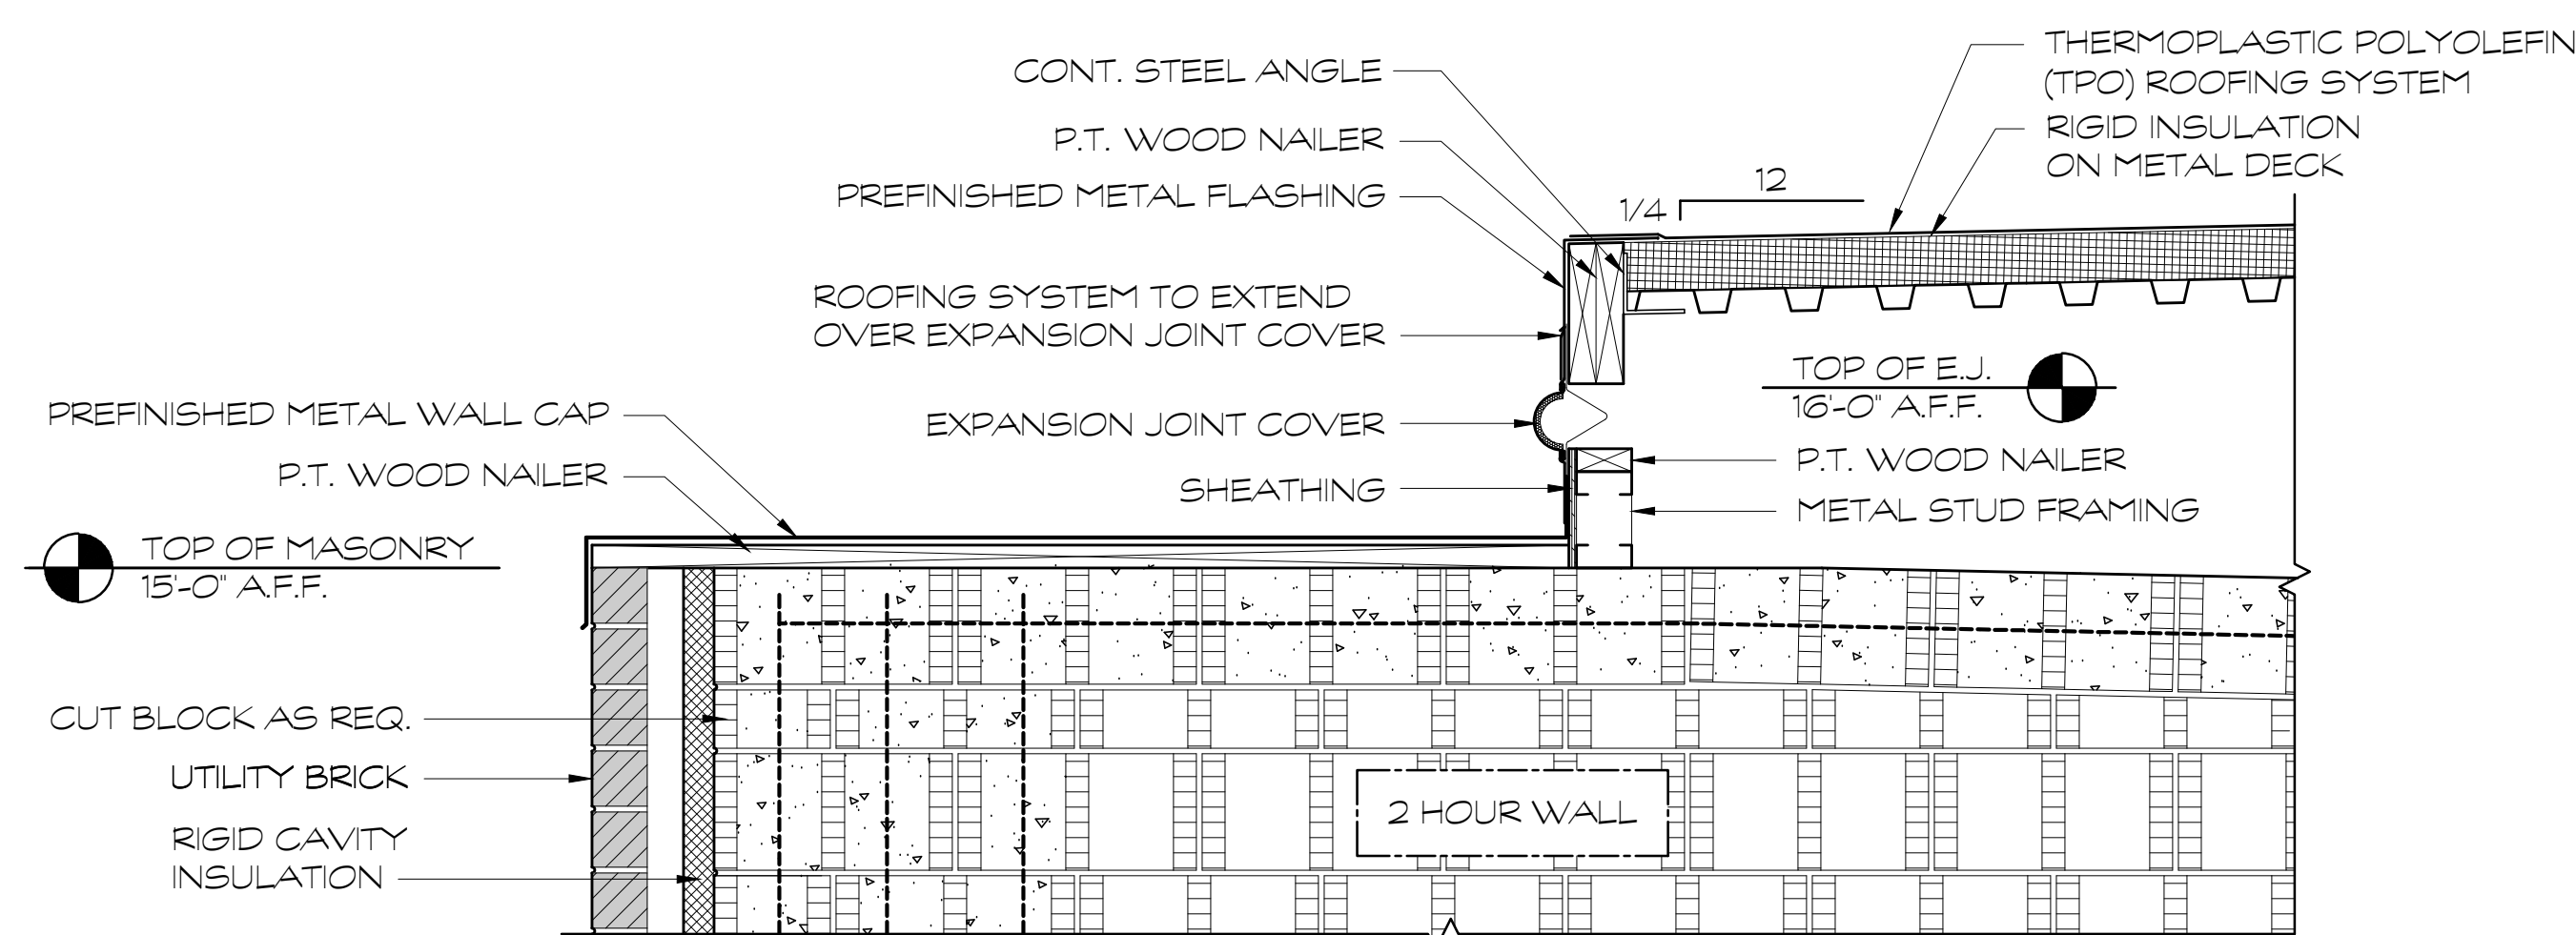 THERMOPLASTIC POLYOLEFIN
(TPO) ROOFING SYSTEM
RIGID INSULATION
ON METAL DECK
CONT. STEEL ANGLE
P.T. WOOD NAILER
PREFINISHED METAL FLASHING
12
1/4
ROOFING SYSTEM TO EXTEND
OVER EXPANSION JOINT COVER
TOP OF E.J.
16'-0" A.F.F.
PREFINISHED METAL WALL CAP
EXPANSION JOINT COVER
P.T. WOOD NAILER
P.T. WOOD NAILER
SHEATHING
METAL STUD FRAMING
TOP OF MASONRY
15'-0" A.F.F.
CUT BLOCK AS REQ.
UTILITY BRICK
2 HOUR WALL
RIGID CAVITY
INSULATION